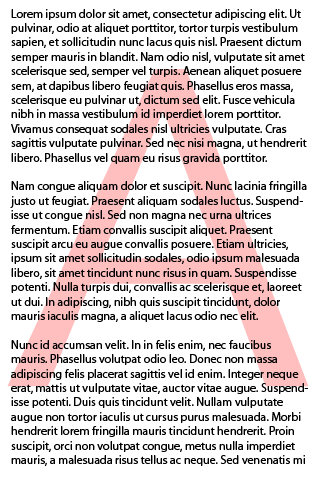 Lorem ipsum dolor sit amet, consectetur adipiscing elit. Ut
pulvinar, odio at aliquet porttitor, tortor turpis vestibulum
sapien, et sollicitudin nunc lacus quis nisl. Praesent dictum
semper mauris in blandit. Nam odio nisl, vulputate sit amet
scelerisque sed, semper vel turpis. Aenean aliquet posuere
sem, at dapibus libero feugiat quis. Phasellus eros massa,
scelerisque eu pulvinar ut, dictum sed elit. Fusce vehicula
nibh in massa vestibulum id imperdiet lorem porttitor.
Vivamus consequat sodales nisl ultricies vulputate. Cras
sagittis vulputate pulvinar. Sed nec nisi magna, ut hendrerit
libero. Phasellus vel quam eu risus gravida porttitor.
Nam congue aliquam dolor et suscipit. Nunc lacinia fringilla
justo ut feugiat. Praesent aliquam sodales luctus. Suspend-
isse ut congue nisl. Sed non magna nec urna ultrices
fermentum. Etiam convallis suscipit aliquet. Praesent
suscipit arcu eu augue convallis posuere. Etiam ultricies,
ipsum sit amet sollicitudin sodales, odio ipsum malesuada
libero, sit amet tincidunt nunc risus in quam. Suspendisse
potenti. Nulla turpis dui, convallis ac scelerisque et, laoreet
ut dui. In adipiscing, nibh quis suscipit tincidunt, dolor
mauris iaculis magna, a aliquet lacus odio nec elit.
Nunc id accumsan velit. In in felis enim, nec faucibus
mauris. Phasellus volutpat odio leo. Donec non massa
adipiscing felis placerat sagittis vel id enim. Integer neque
erat, mattis ut vulputate vitae, auctor vitae augue. Suspend-
isse potenti. Duis quis tincidunt velit. Nullam vulputate
augue non tortor iaculis ut cursus purus malesuada. Morbi
hendrerit lorem fringilla mauris tincidunt hendrerit. Proin
suscipit, orci non volutpat congue, metus nulla imperdiet
mauris, a malesuada risus tellus ac neque. Sed venenatis mi
A